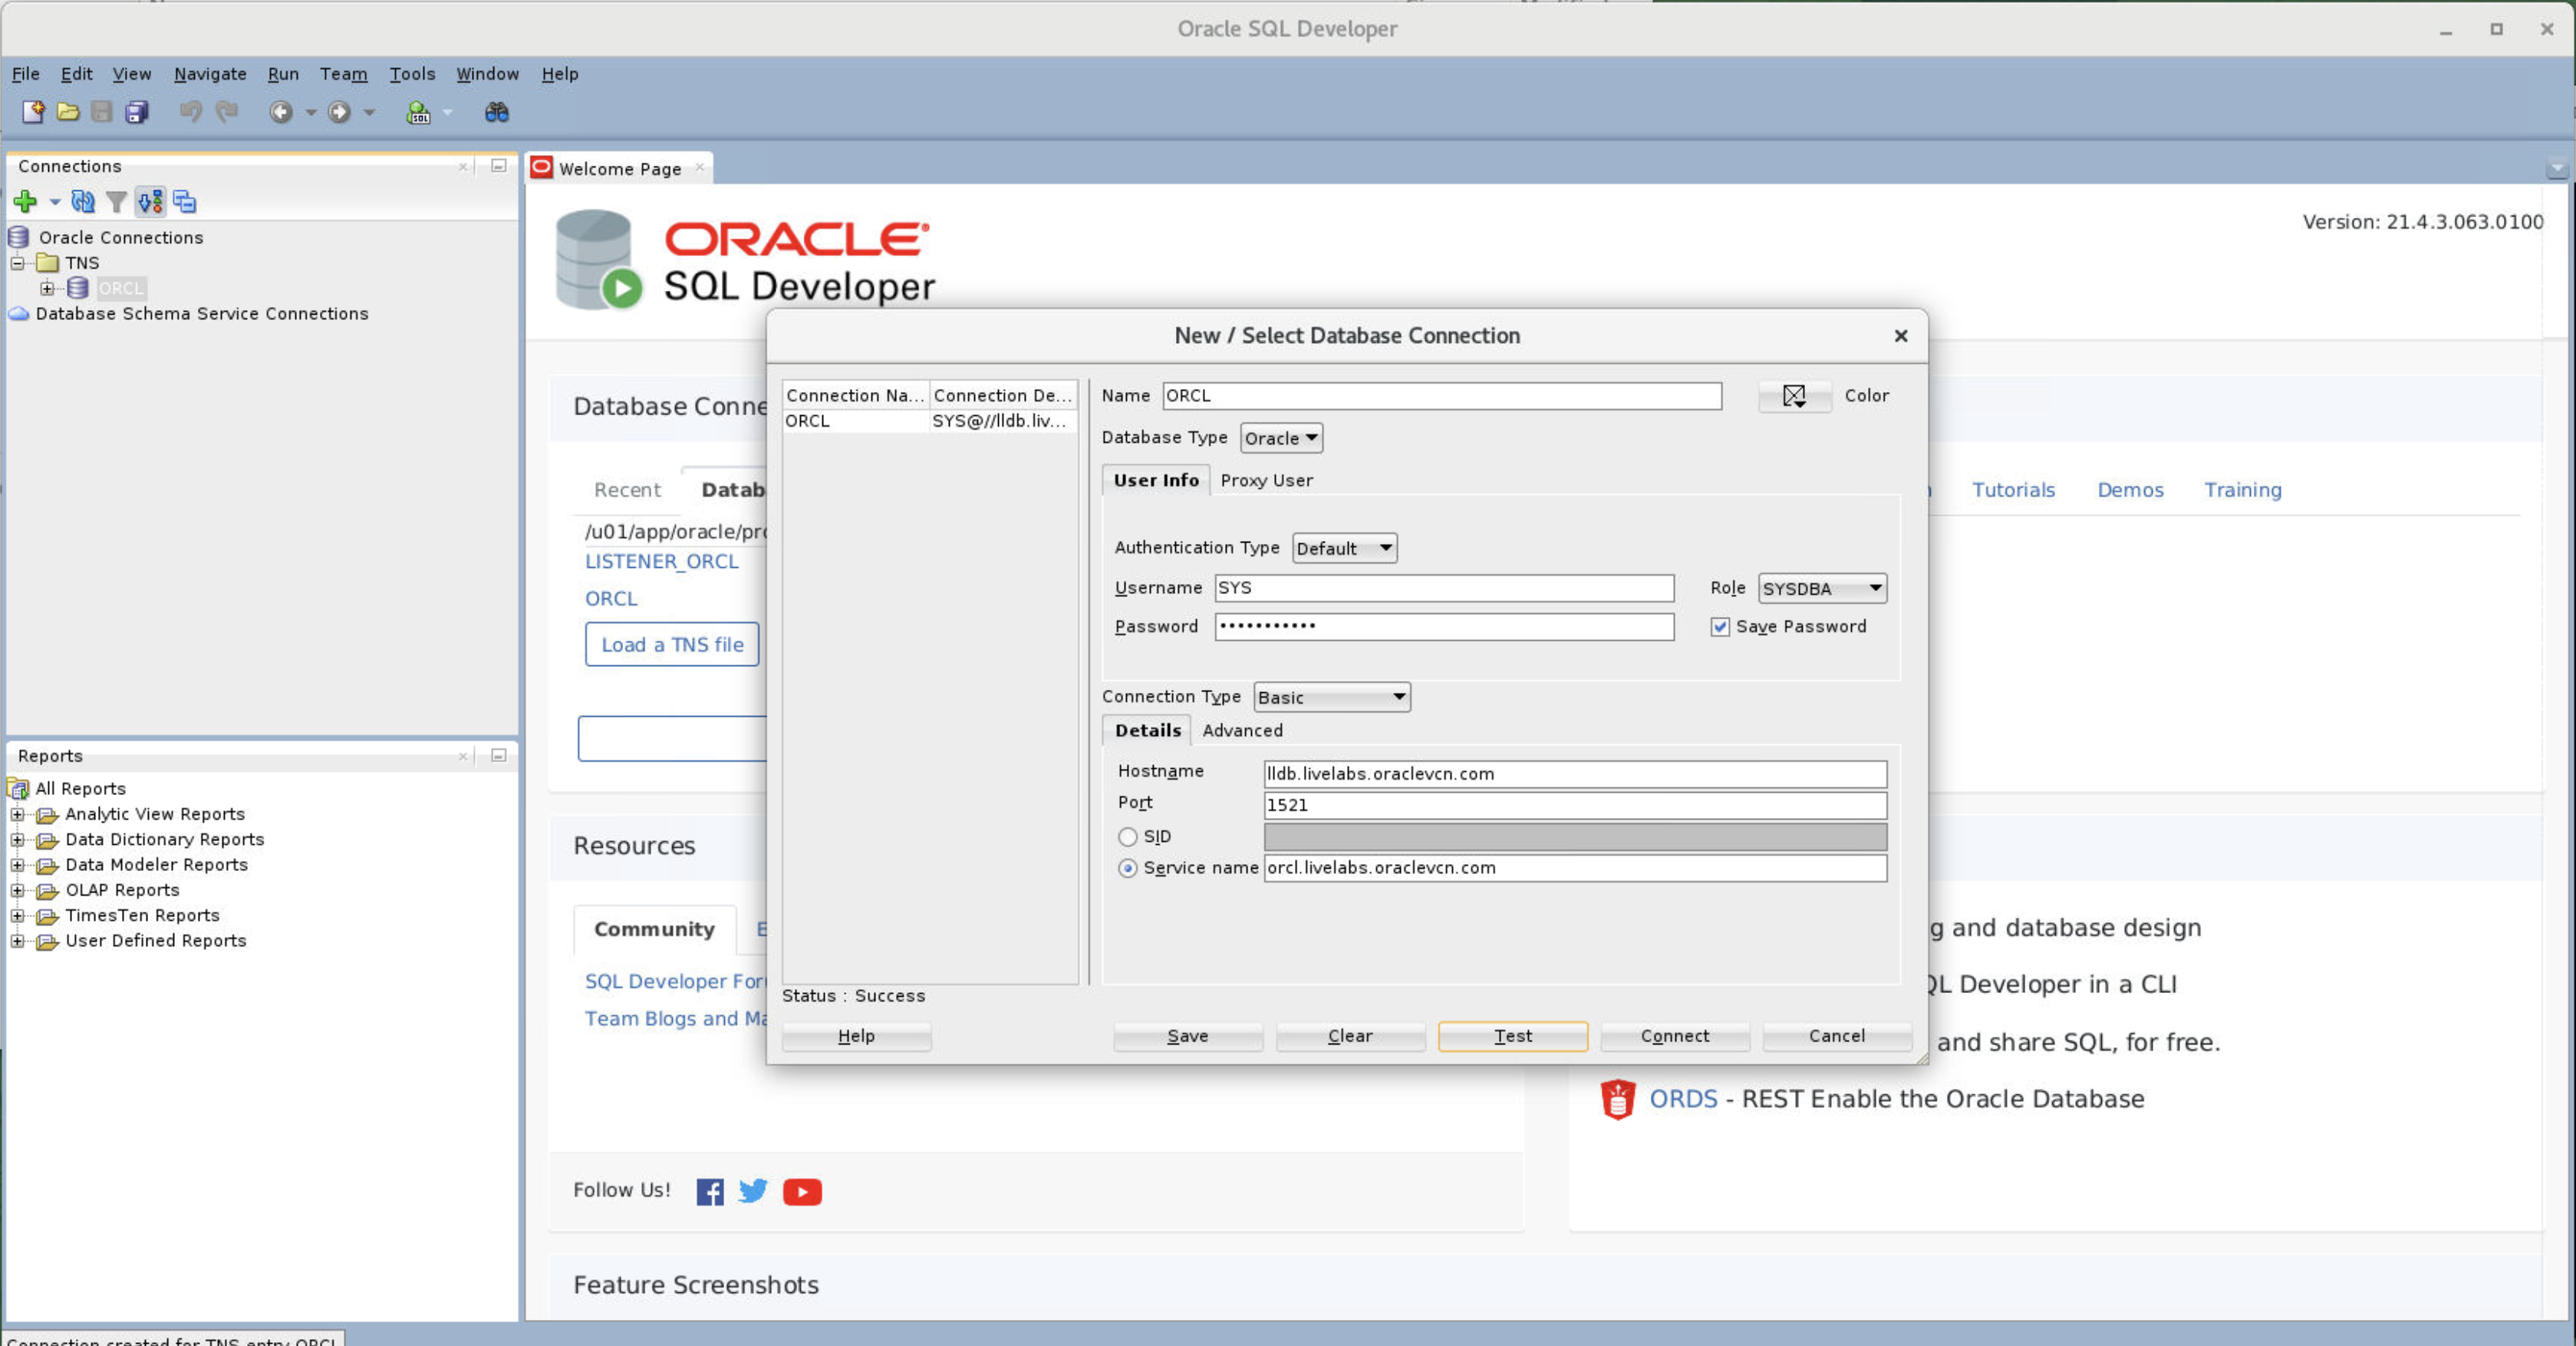 Oracle SQL Developer
File Edit View Navigate Run Team Tools Window Help
Connections
Oracle Connections
TNS
ORCL
Database Schema Service Connections
Reports
All Reports
Analytic View Reports
Data Dictionary Reports
Data Modeler Reports
OLAP Reports
TimesTen Reports
User Defined Reports
Connection created for TNS entry ORCL
Welcome Page
ORACLE®
SQL Developer
Version: 21.4.3.063.0100
Database Conne
Recent Datab
/u01/app/oracle/pro
LISTENER_ORCL
ORCL
Load a TNS file
Tutorials Demos Training
Resources
Community E
SQL Developer For
Team Blogs and Ma
Follow Us!
Feature Screenshots
g and database design
QL Developer in a CLI
and share SQL, for free.
ORDS - REST Enable the Oracle Database
New / Select Database Connection
Connection Na... Connection De...
ORCL SYS@//lldb.liv...
Name ORCL Color
Database Type Oracle
User Info Proxy User
Authentication Type Default
Username SYS Role SYSDBA
Password ••••••••••• Save Password
Connection Type Basic
Details Advanced
Hostname lldb.livelabs.oraclevcn.com
Port 1521
SID
Service name orcl.livelabs.oraclevcn.com
Status : Success
Help Save Clear Test Connect Cancel